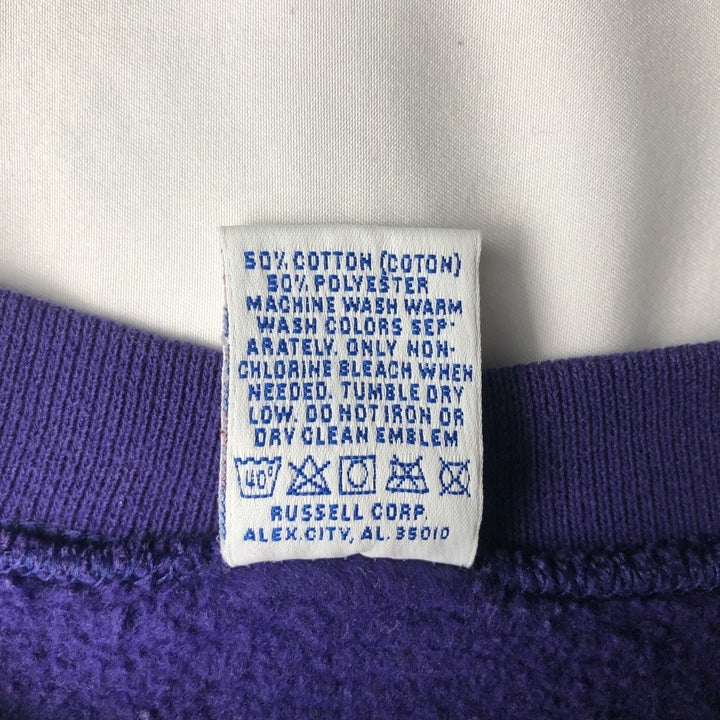 50% COTTON (COTON)
50% POLYESTER
MACHINE WASH WARM
WASH COLORS SEP-
ARATELY. ONLY NON-
CHLORINE BLEACH WHEN
NEEDED. TUMBLE DRY
LOW. DO NOT IRON OR
DRY CLEAN EMBLEM
40°
RUSSELL CORP.
ALEX.CITY, AL. 35010